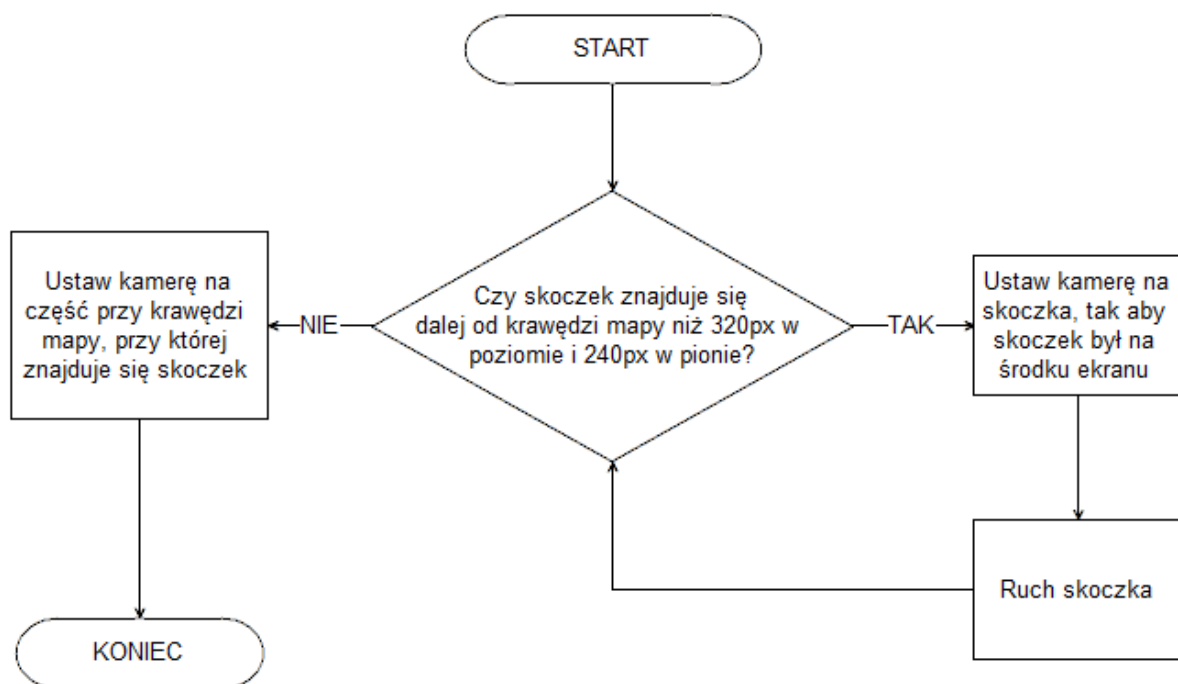 START
Czy skoczek znajduje się
dalej od krawędzi mapy niż 320px w
poziomie i 240px w pionie?
NIE
TAK
Ustaw kamerę na
część przy krawędzi
mapy, przy której
znajduje się skoczek
Ustaw kamerę na
skoczka, tak aby
skoczek był na
środku ekranu
Ruch skoczka
KONIEC